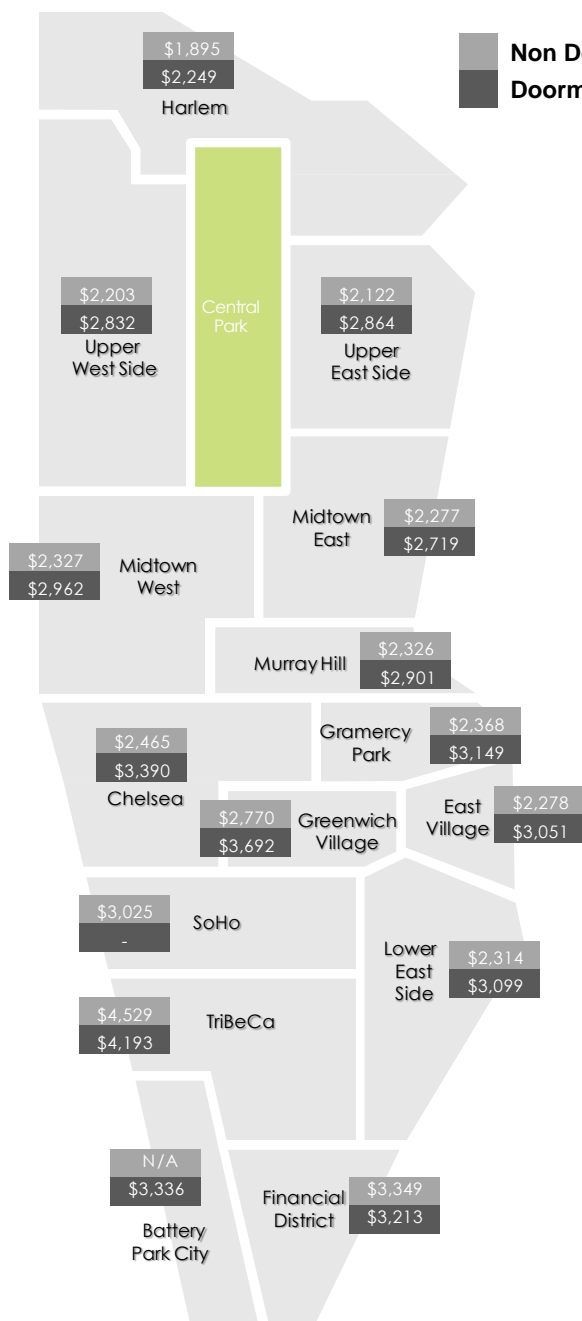 $1,895
$2,249
Harlem
Non
$2,203
$2,832
Upper
West Side
Central
Park
$2,122
$2,864
Upper
East Side
Midtown
East
$2,277
$2,719
$2,327
$2,962
Midtown
West
Murray Hill
$2,326
$2,901
$2,465
$3,390
Chelsea
Gramercy
Park
$2,368
$3,149
$2,770
$3,692
Greenwich
Village
East
Village
$2,278
$3,051
$3,025
-
SoHo
Lower
East
Side
$2,314
$3,099
$4,529
$4,193
TriBeCa
N/A
$3,336
Battery
Park City
Financial
District
$3,349
$3,213